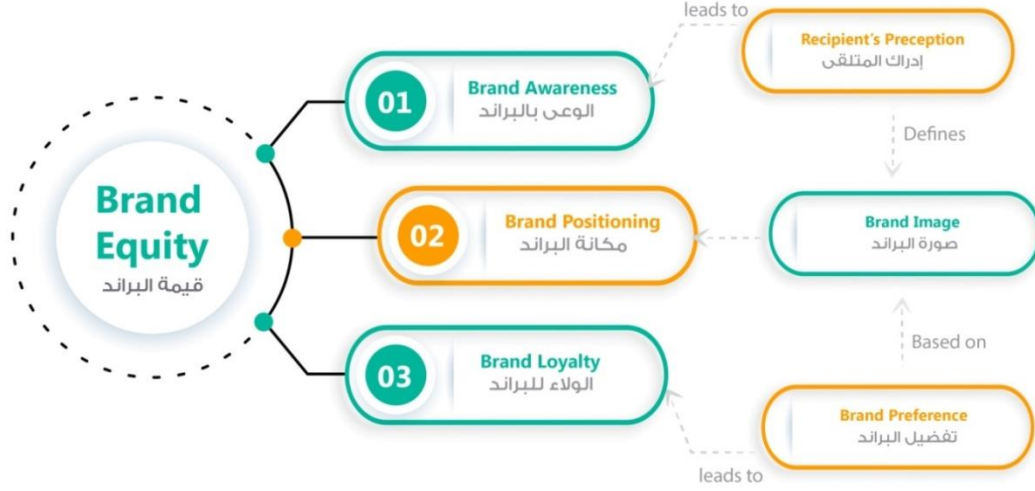 Brand
Equity
قيمة البراند
01
Brand Awareness
الوعى بالبراند
02
Brand Positioning
مكانة البراند
03
Brand Loyalty
الولاء للبراند
leads to
Recipient's Preception
إدراك المتلقى
Defines
Brand Image
صورة البراند
Based on
Brand Preference
تفضيل البراند
leads to